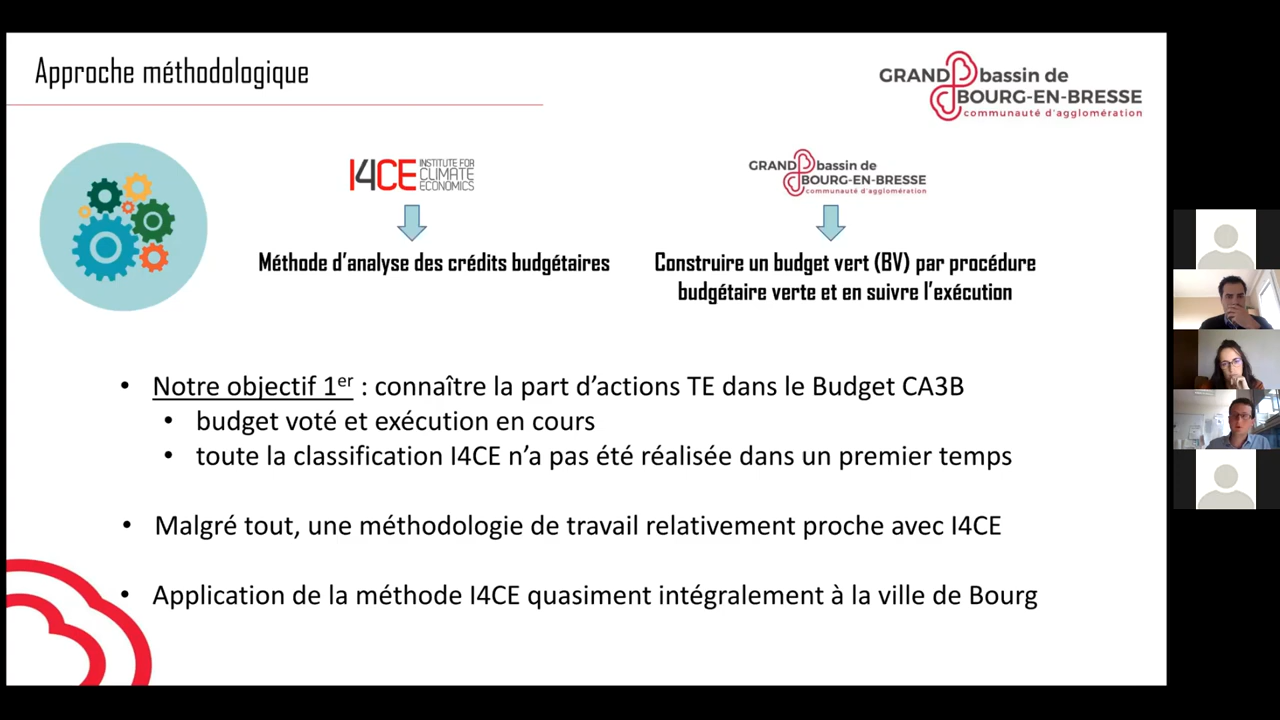 Approche méthodologique
GRAND bassin de
BOURG-EN-BRESSE
communauté d'agglomération
I4CE INSTITUTE FOR
CLIMATE
ECONOMICS
GRAND bassin de
BOURG-EN-BRESSE
communauté d'agglomération
Méthode d'analyse des crédits budgétaires
Construire un budget vert (BV) par procédure
budgétaire verte et en suivre l'exécution
• Notre objectif 1er : connaître la part d'actions TE dans le Budget CA3B
• budget voté et exécution en cours
• toute la classification I4CE n'a pas été réalisée dans un premier temps
• Malgré tout, une méthodologie de travail relativement proche avec I4CE
• Application de la méthode I4CE quasiment intégralement à la ville de Bourg